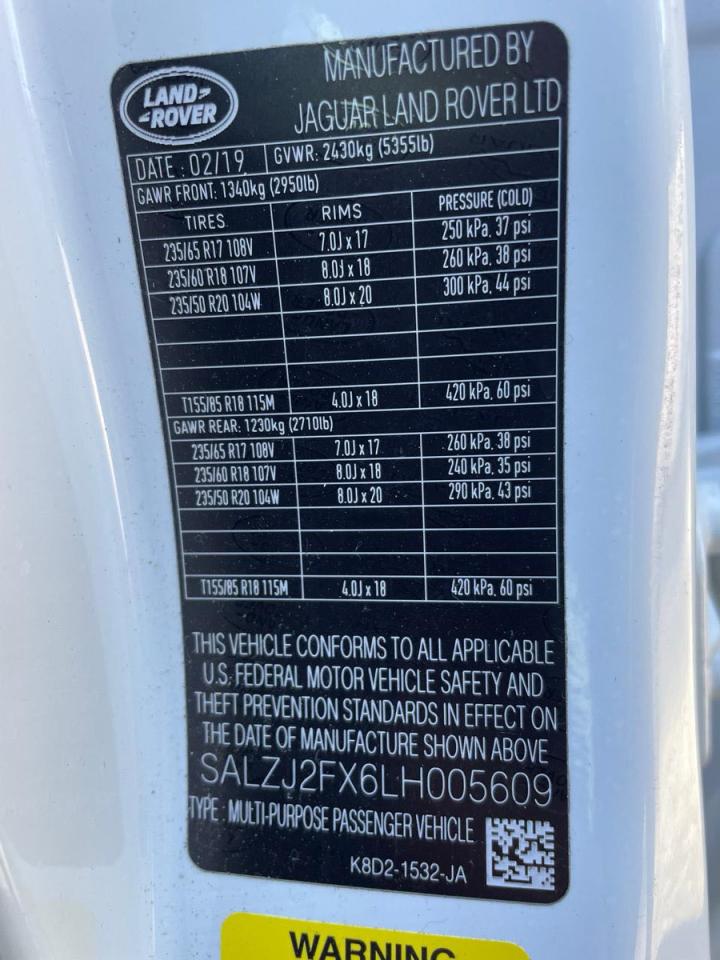 LAND-
-ROVER
MANUFACTURED BY
JAGUAR LAND ROVER LTD
DATE : 02/19 GVWR: 2430kg (5355lb)
GAWR FRONT: 1340kg (2950lb)
TIRES RIMS PRESSURE (COLD)
235/65 R17 108V 7.0J x 17 250 kPa, 37 psi
235/60 R18 107V 8.0J x 18 260 kPa, 38 psi
235/50 R20 104W 8.0J x 20 300 kPa, 44 psi
T155/85 R18 115M 4.0J x 18 420 kPa, 60 psi
GAWR REAR: 1230kg (2710lb)
235/65 R17 108V 7.0J x 17 260 kPa, 38 psi
235/60 R18 107V 8.0J x 18 240 kPa, 35 psi
235/50 R20 104W 8.0J x 20 290 kPa, 43 psi
T155/85 R18 115M 4.0J x 18 420 kPa, 60 psi
THIS VEHICLE CONFORMS TO ALL APPLICABLE
U.S. FEDERAL MOTOR VEHICLE SAFETY AND
THEFT PREVENTION STANDARDS IN EFFECT ON
THE DATE OF MANUFACTURE SHOWN ABOVE
SALZJ2FX6LH005609
TYPE : MULTI-PURPOSE PASSENGER VEHICLE
K8D2-1532-JA
WARNING